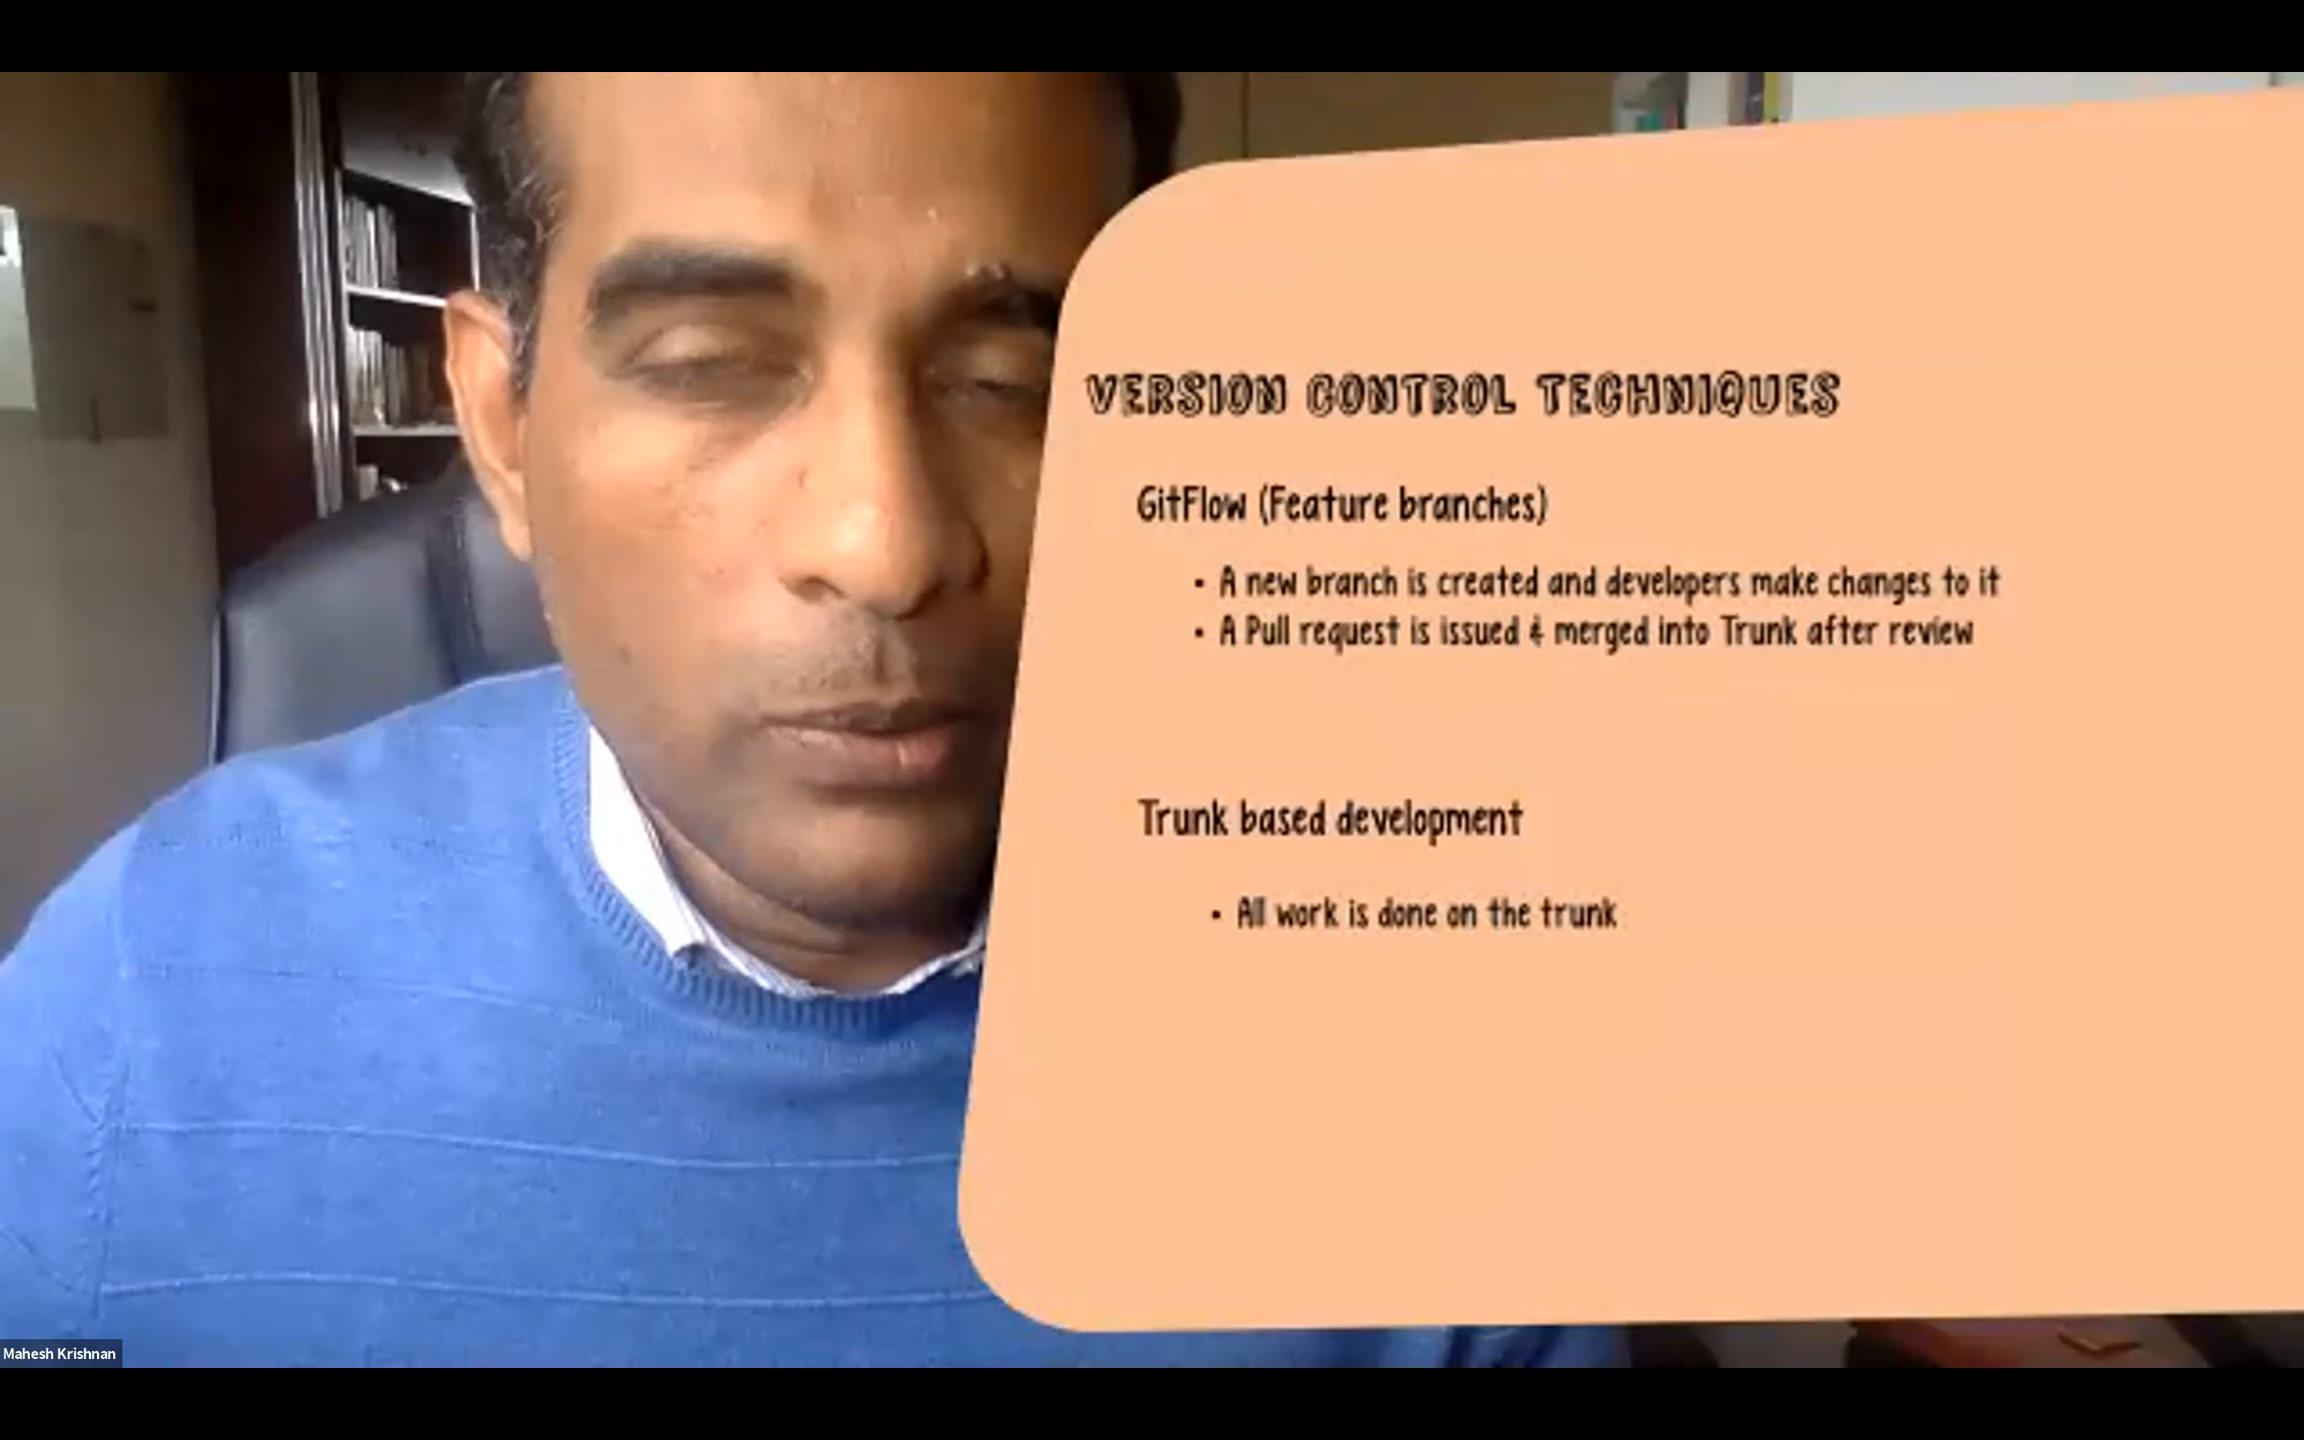 VERSION CONTROL TECHNIQUES
GitFlow (Feature branches)
• A new branch is created and developers make changes to it
• A Pull request is issued & merged into Trunk after review
Trunk based development
• All work is done on the trunk
Mahesh Krishnan